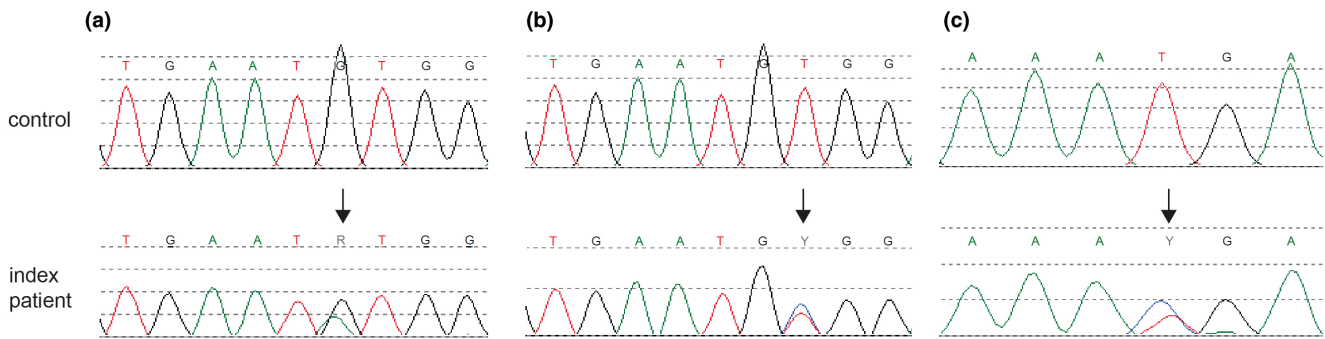 (a) (b) (c)
T G A A T G T G G T G A A T G T G G A A A T G A
control
T G A A T R T G G T G A A T G Y G G A A A Y G A
index
patient